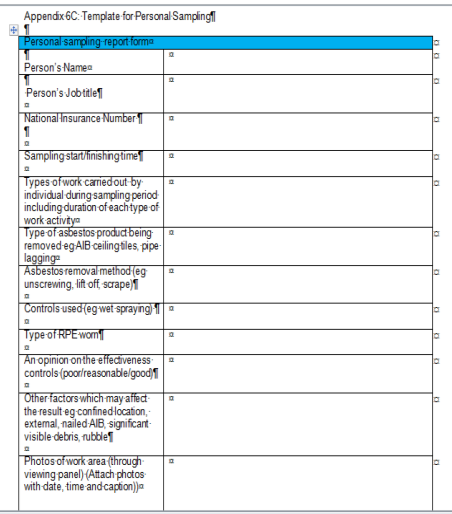 Appendix 6C: Template for Personal Sampling¶
¶
Personal sampling report form¤
¶
Person's Name¤
¶
Person's Job title¶
¤
National Insurance Number¶
¶
¤
Sampling start/finishing time¶
¤
Types of work carried out by
individual during sampling period
including duration of each type of
work activity¤
Type of asbestos product being
removed eg AIB ceiling tiles, pipe
lagging¤
Asbestos removal method (eg
unscrewing, lift off, scrape)¶
¤
Controls used (eg wet spraying)¶
¤
Type of RPE worn¶
¤
An opinion on the effectiveness
controls (poor/reasonable/good)¶
¤
Other factors which may affect
the result eg confined location,
external, nailed AIB, significant
visible debris, rubble¶
¤
Photos of work area (through
viewing panel) (Attach photos
with date, time and caption))¤